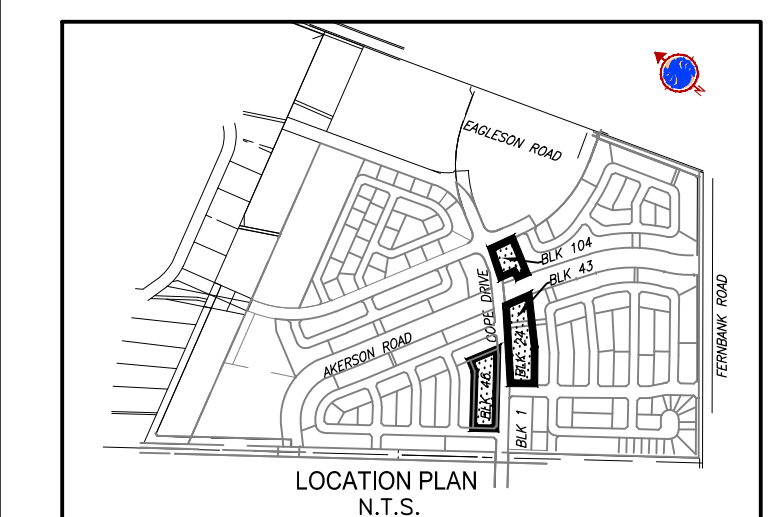 N
EAGLESON ROAD
BLK 104
BLK 43
COPE DRIVE
FERNBANK ROAD
AKERSON ROAD
BLK 24
BLK 46
BLK 1
LOCATION PLAN
N.T.S.